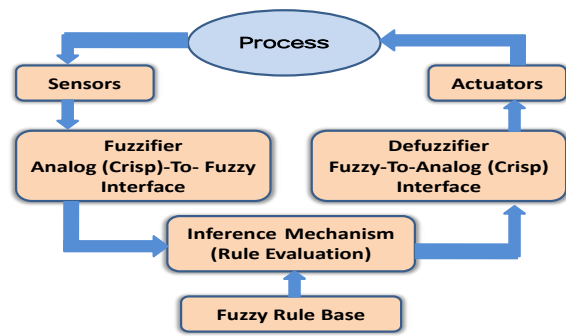 Process
Sensors
Actuators
Fuzzifier
Analog (Crisp)-To- Fuzzy
Interface
Defuzzifier
Fuzzy-To-Analog (Crisp)
Interface
Inference Mechanism
(Rule Evaluation)
Fuzzy Rule Base